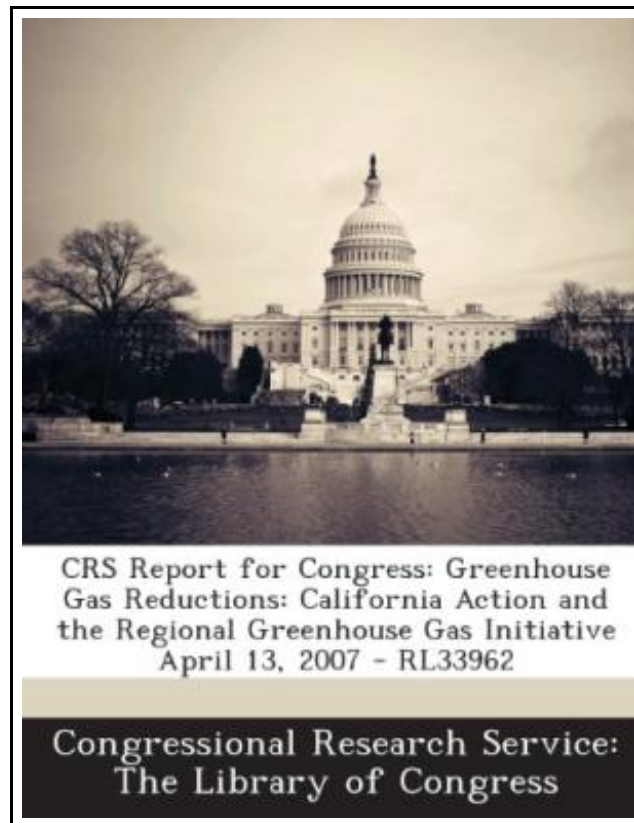 CRS Report for Congress: Greenhouse
Gas Reductions: California Action and
the Regional Greenhouse Gas Initiative
April 13, 2007 - RL33962
Congressional Research Service:
The Library of Congress